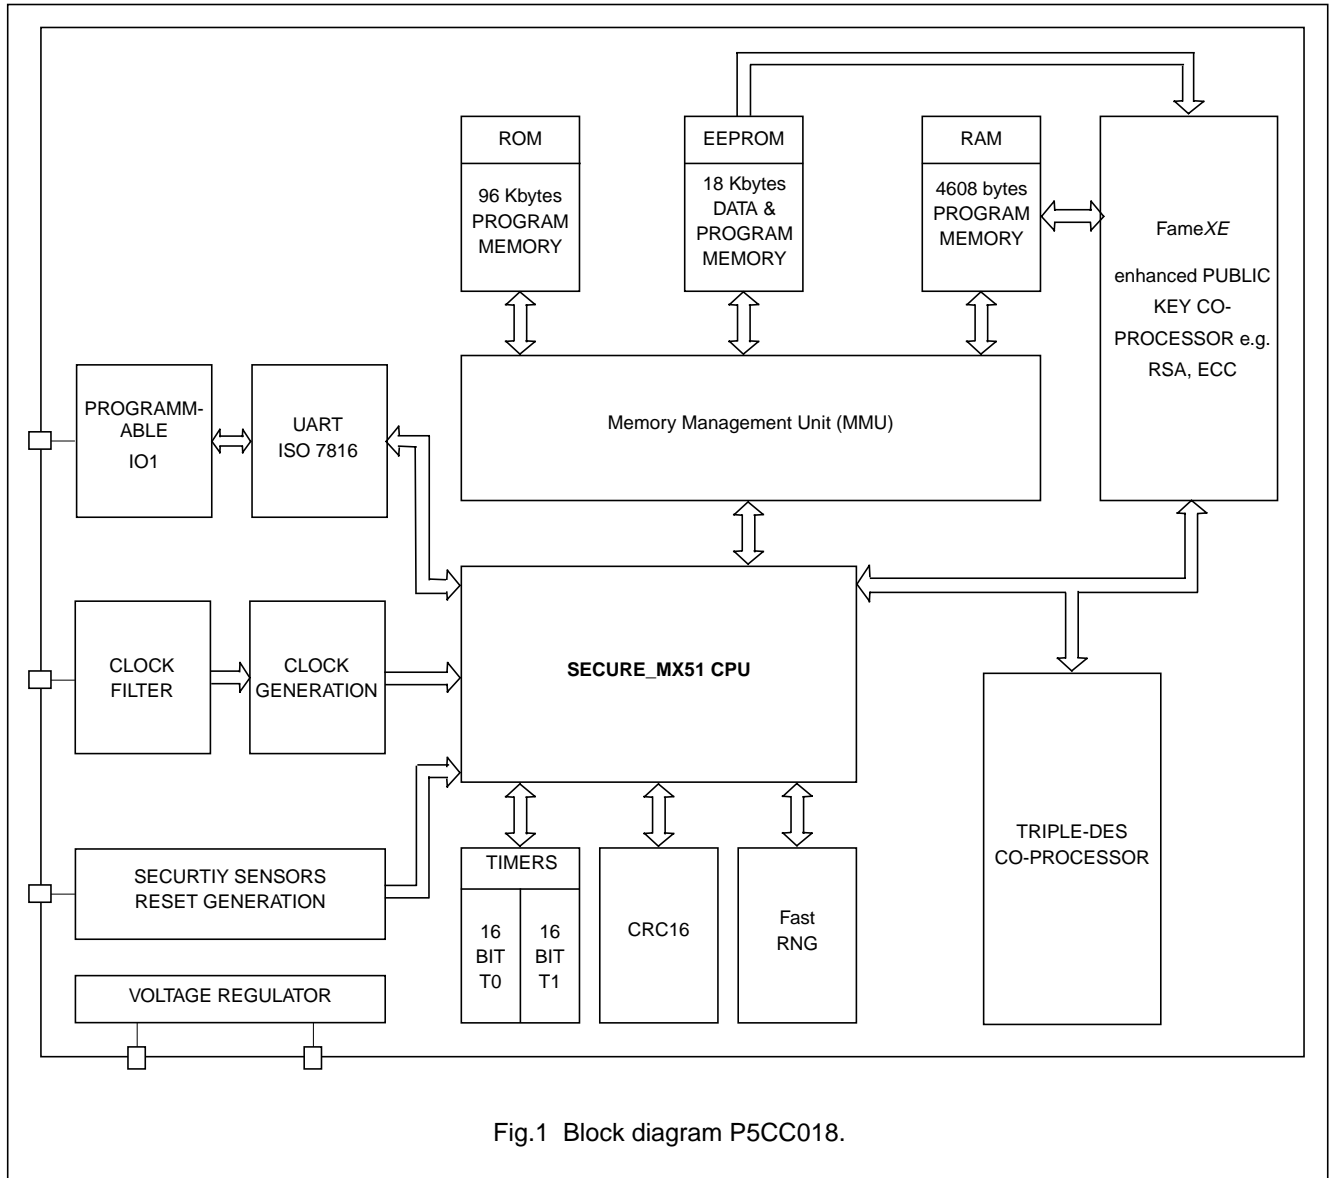 ROM
96 Kbytes
PROGRAM
MEMORY
EEPROM
18 Kbytes
DATA &
PROGRAM
MEMORY
RAM
4608 bytes
PROGRAM
MEMORY
FameXE
enhanced PUBLIC
KEY CO-
PROCESSOR e.g.
RSA, ECC
PROGRAMM-
ABLE
IO1
UART
ISO 7816
Memory Management Unit (MMU)
CLOCK
FILTER
CLOCK
GENERATION
SECURE_MX51 CPU
SECURTIY SENSORS
RESET GENERATION
TIMERS
16
BIT
T0
16
BIT
T1
CRC16
Fast
RNG
TRIPLE-DES
CO-PROCESSOR
VOLTAGE REGULATOR
Fig.1 Block diagram P5CC018.